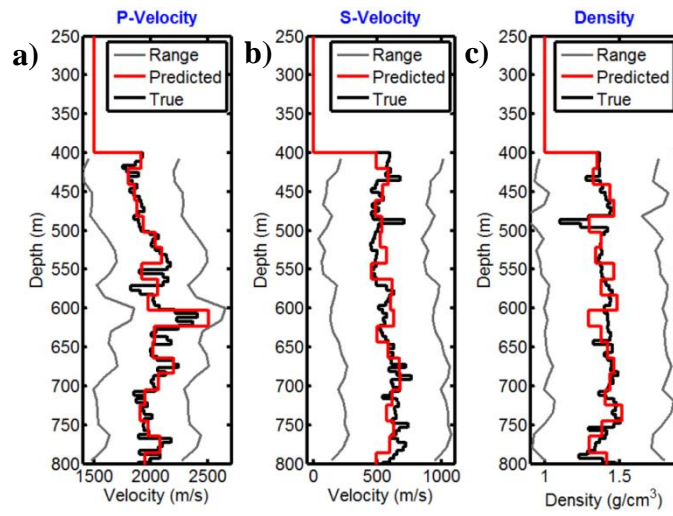 P-Velocity
S-Velocity
Density
a)
b)
c)
Range
Predicted
True
Range
Predicted
True
Range
Predicted
True
250
300
350
400
450
500
550
600
650
700
750
800
Depth (m)
1500 2000 2500
Velocity (m/s)
250
300
350
400
450
500
550
600
650
700
750
800
Depth (m)
0 500 1000
Velocity (m/s)
250
300
350
400
450
500
550
600
650
700
750
800
Depth (m)
1 1.5
Density (g/cm³)